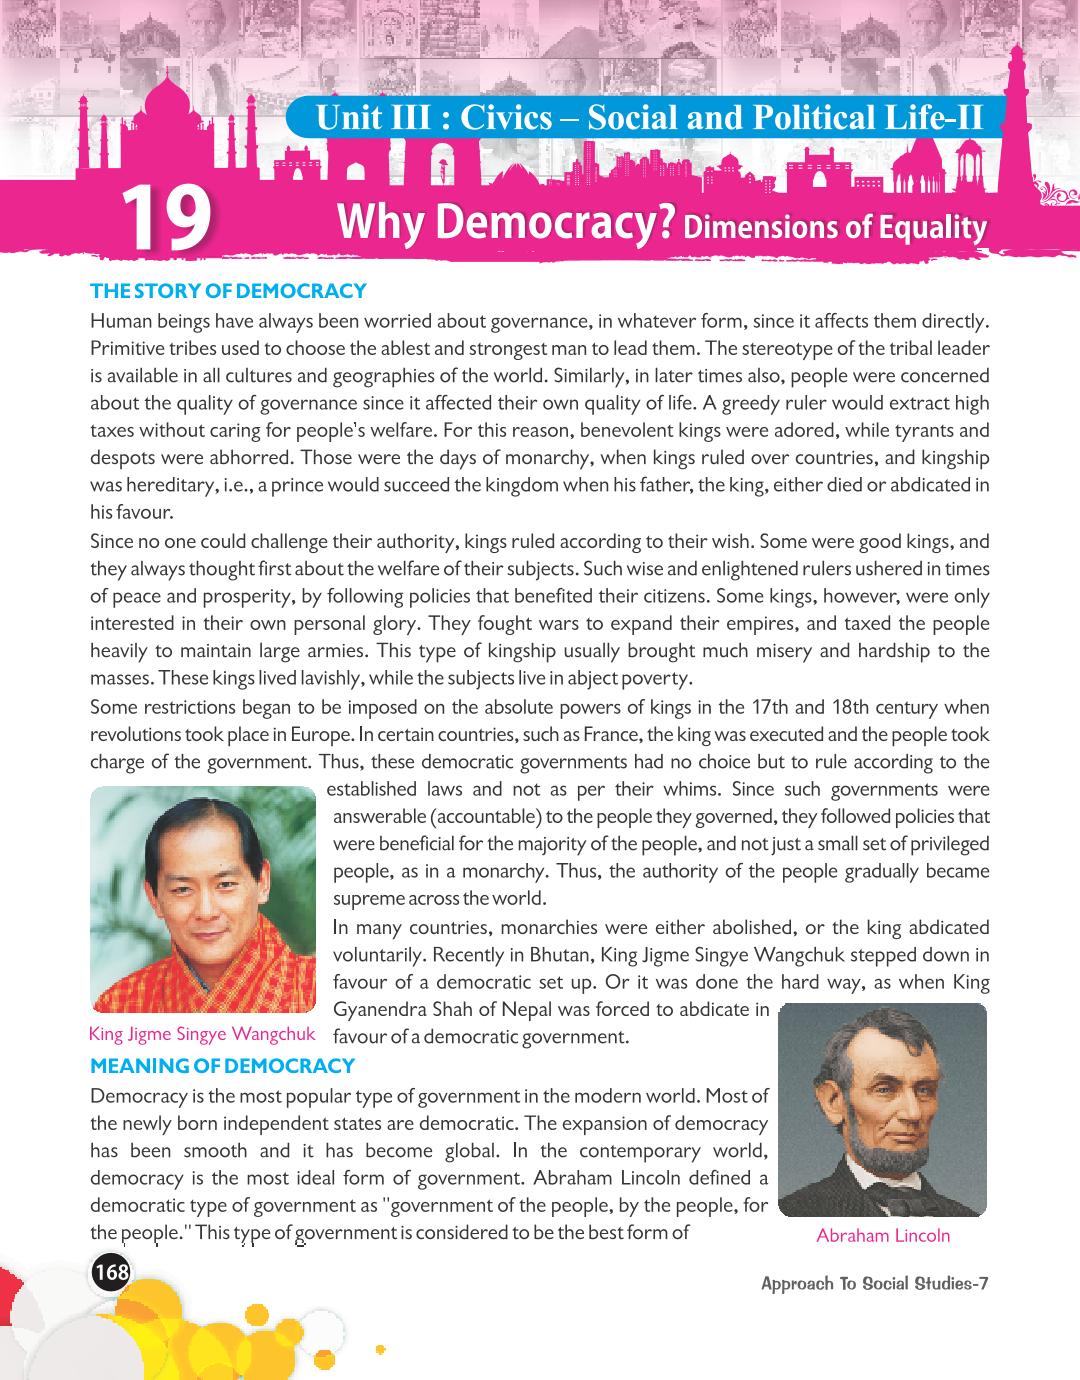 Unit III : Civics – Social and Political Life-II
19
Why Democracy? Dimensions of Equality
THE STORY OF DEMOCRACY
Human beings have always been worried about governance, in whatever form, since it affects them directly.
Primitive tribes used to choose the ablest and strongest man to lead them. The stereotype of the tribal leader
is available in all cultures and geographies of the world. Similarly, in later times also, people were concerned
about the quality of governance since it affected their own quality of life. A greedy ruler would extract high
taxes without caring for people's welfare. For this reason, benevolent kings were adored, while tyrants and
despots were abhorred. Those were the days of monarchy, when kings ruled over countries, and kingship
was hereditary, i.e., a prince would succeed the kingdom when his father, the king, either died or abdicated in
his favour.
Since no one could challenge their authority, kings ruled according to their wish. Some were good kings, and
they always thought first about the welfare of their subjects. Such wise and enlightened rulers ushered in times
of peace and prosperity, by following policies that benefited their citizens. Some kings, however, were only
interested in their own personal glory. They fought wars to expand their empires, and taxed the people
heavily to maintain large armies. This type of kingship usually brought much misery and hardship to the
masses. These kings lived lavishly, while the subjects live in abject poverty.
Some restrictions began to be imposed on the absolute powers of kings in the 17th and 18th century when
revolutions took place in Europe. In certain countries, such as France, the king was executed and the people took
charge of the government. Thus, these democratic governments had no choice but to rule according to the
established laws and not as per their whims. Since such governments were
answerable (accountable) to the people they governed, they followed policies that
were beneficial for the majority of the people, and not just a small set of privileged
people, as in a monarchy. Thus, the authority of the people gradually became
supreme across the world.
In many countries, monarchies were either abolished, or the king abdicated
voluntarily. Recently in Bhutan, King Jigme Singye Wangchuk stepped down in
favour of a democratic set up. Or it was done the hard way, as when King
Gyanendra Shah of Nepal was forced to abdicate in
favour of a democratic government.
King Jigme Singye Wangchuk
MEANING OF DEMOCRACY
Democracy is the most popular type of government in the modern world. Most of
the newly born independent states are democratic. The expansion of democracy
has been smooth and it has become global. In the contemporary world,
democracy is the most ideal form of government. Abraham Lincoln defined a
democratic type of government as "government of the people, by the people, for
the people." This type of government is considered to be the best form of
Abraham Lincoln
168
Approach To Social Studies-7